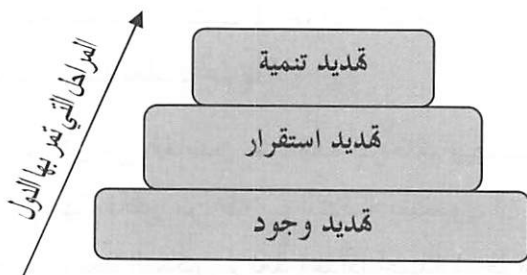 تهديد تنمية
تهديد استقرار
تهديد وجود
المراحل التي تمر بها الدول